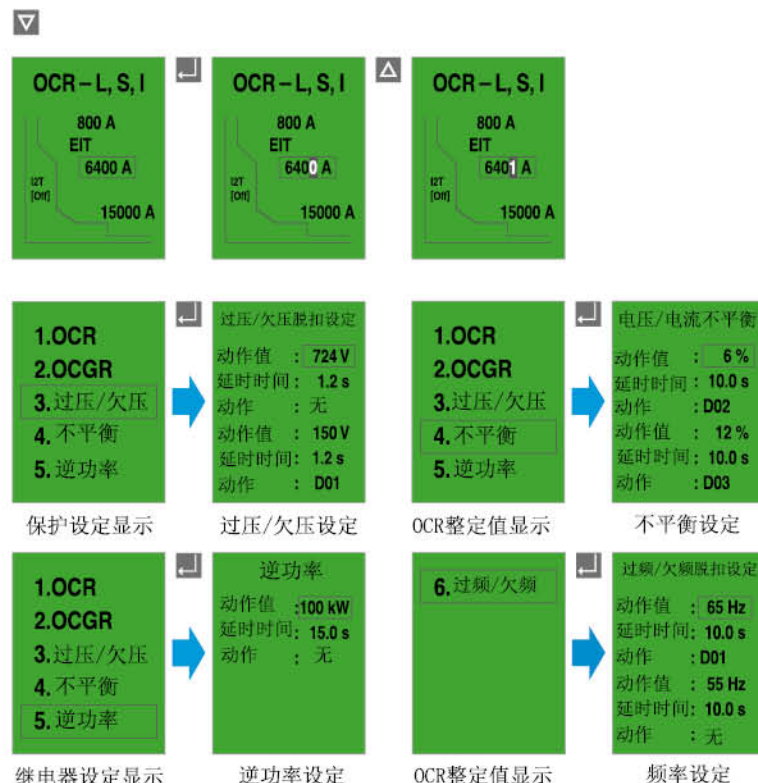 OCR – L, S, I
800 A
EIT
6400 A
I2T
[Off]
15000 A
OCR – L, S, I
800 A
EIT
6400 A
I2T
[Off]
15000 A
OCR – L, S, I
800 A
EIT
6401 A
I2T
[Off]
15000 A
1.OCR
2.OCGR
3.过压/欠压
4.不平衡
5.逆功率
保护设定显示
过压/欠压脱扣设定
动作值 : 724 V
延时时间: 1.2 s
动作 : 无
动作值 : 150 V
延时时间: 1.2 s
动作 : D01
过压/欠压设定
1.OCR
2.OCGR
3.过压/欠压
4.不平衡
5.逆功率
OCR整定值显示
电压/电流不平衡
动作值 : 6 %
延时时间: 10.0 s
动作 : D02
动作值 : 12 %
延时时间: 10.0 s
动作 : D03
不平衡设定
1.OCR
2.OCGR
3.过压/欠压
4.不平衡
5.逆功率
继电器设定显示
逆功率
动作值 :100 kW
延时时间: 15.0 s
动作 : 无
逆功率设定
6.过频/欠频
OCR整定值显示
过频/欠频脱扣设定
动作值 : 65 Hz
延时时间: 10.0 s
动作 : D01
动作值 : 55 Hz
延时时间: 10.0 s
动作 : 无
频率设定